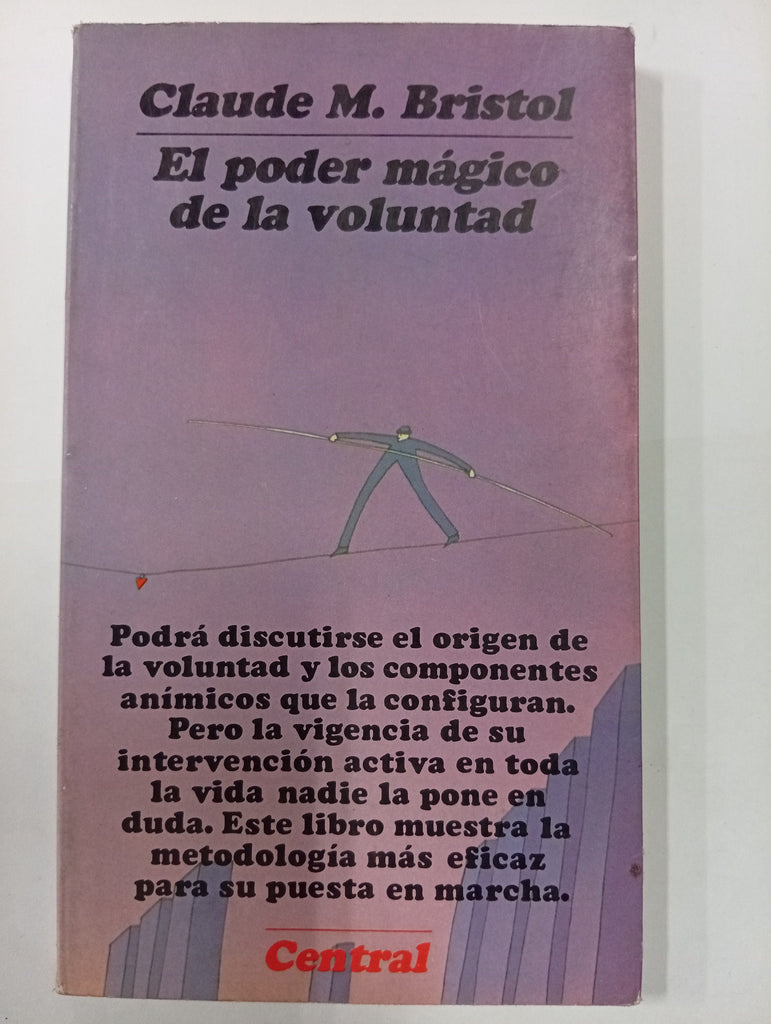 Claude M. Bristol
El poder mágico
de la voluntad
Podrá discutirse el origen de
la voluntad y los componentes
anímicos que la configuran.
Pero la vigencia de su
intervención activa en toda
la vida nadie la pone en
duda. Este libro muestra la
metodología más eficaz
para su puesta en marcha.
Central